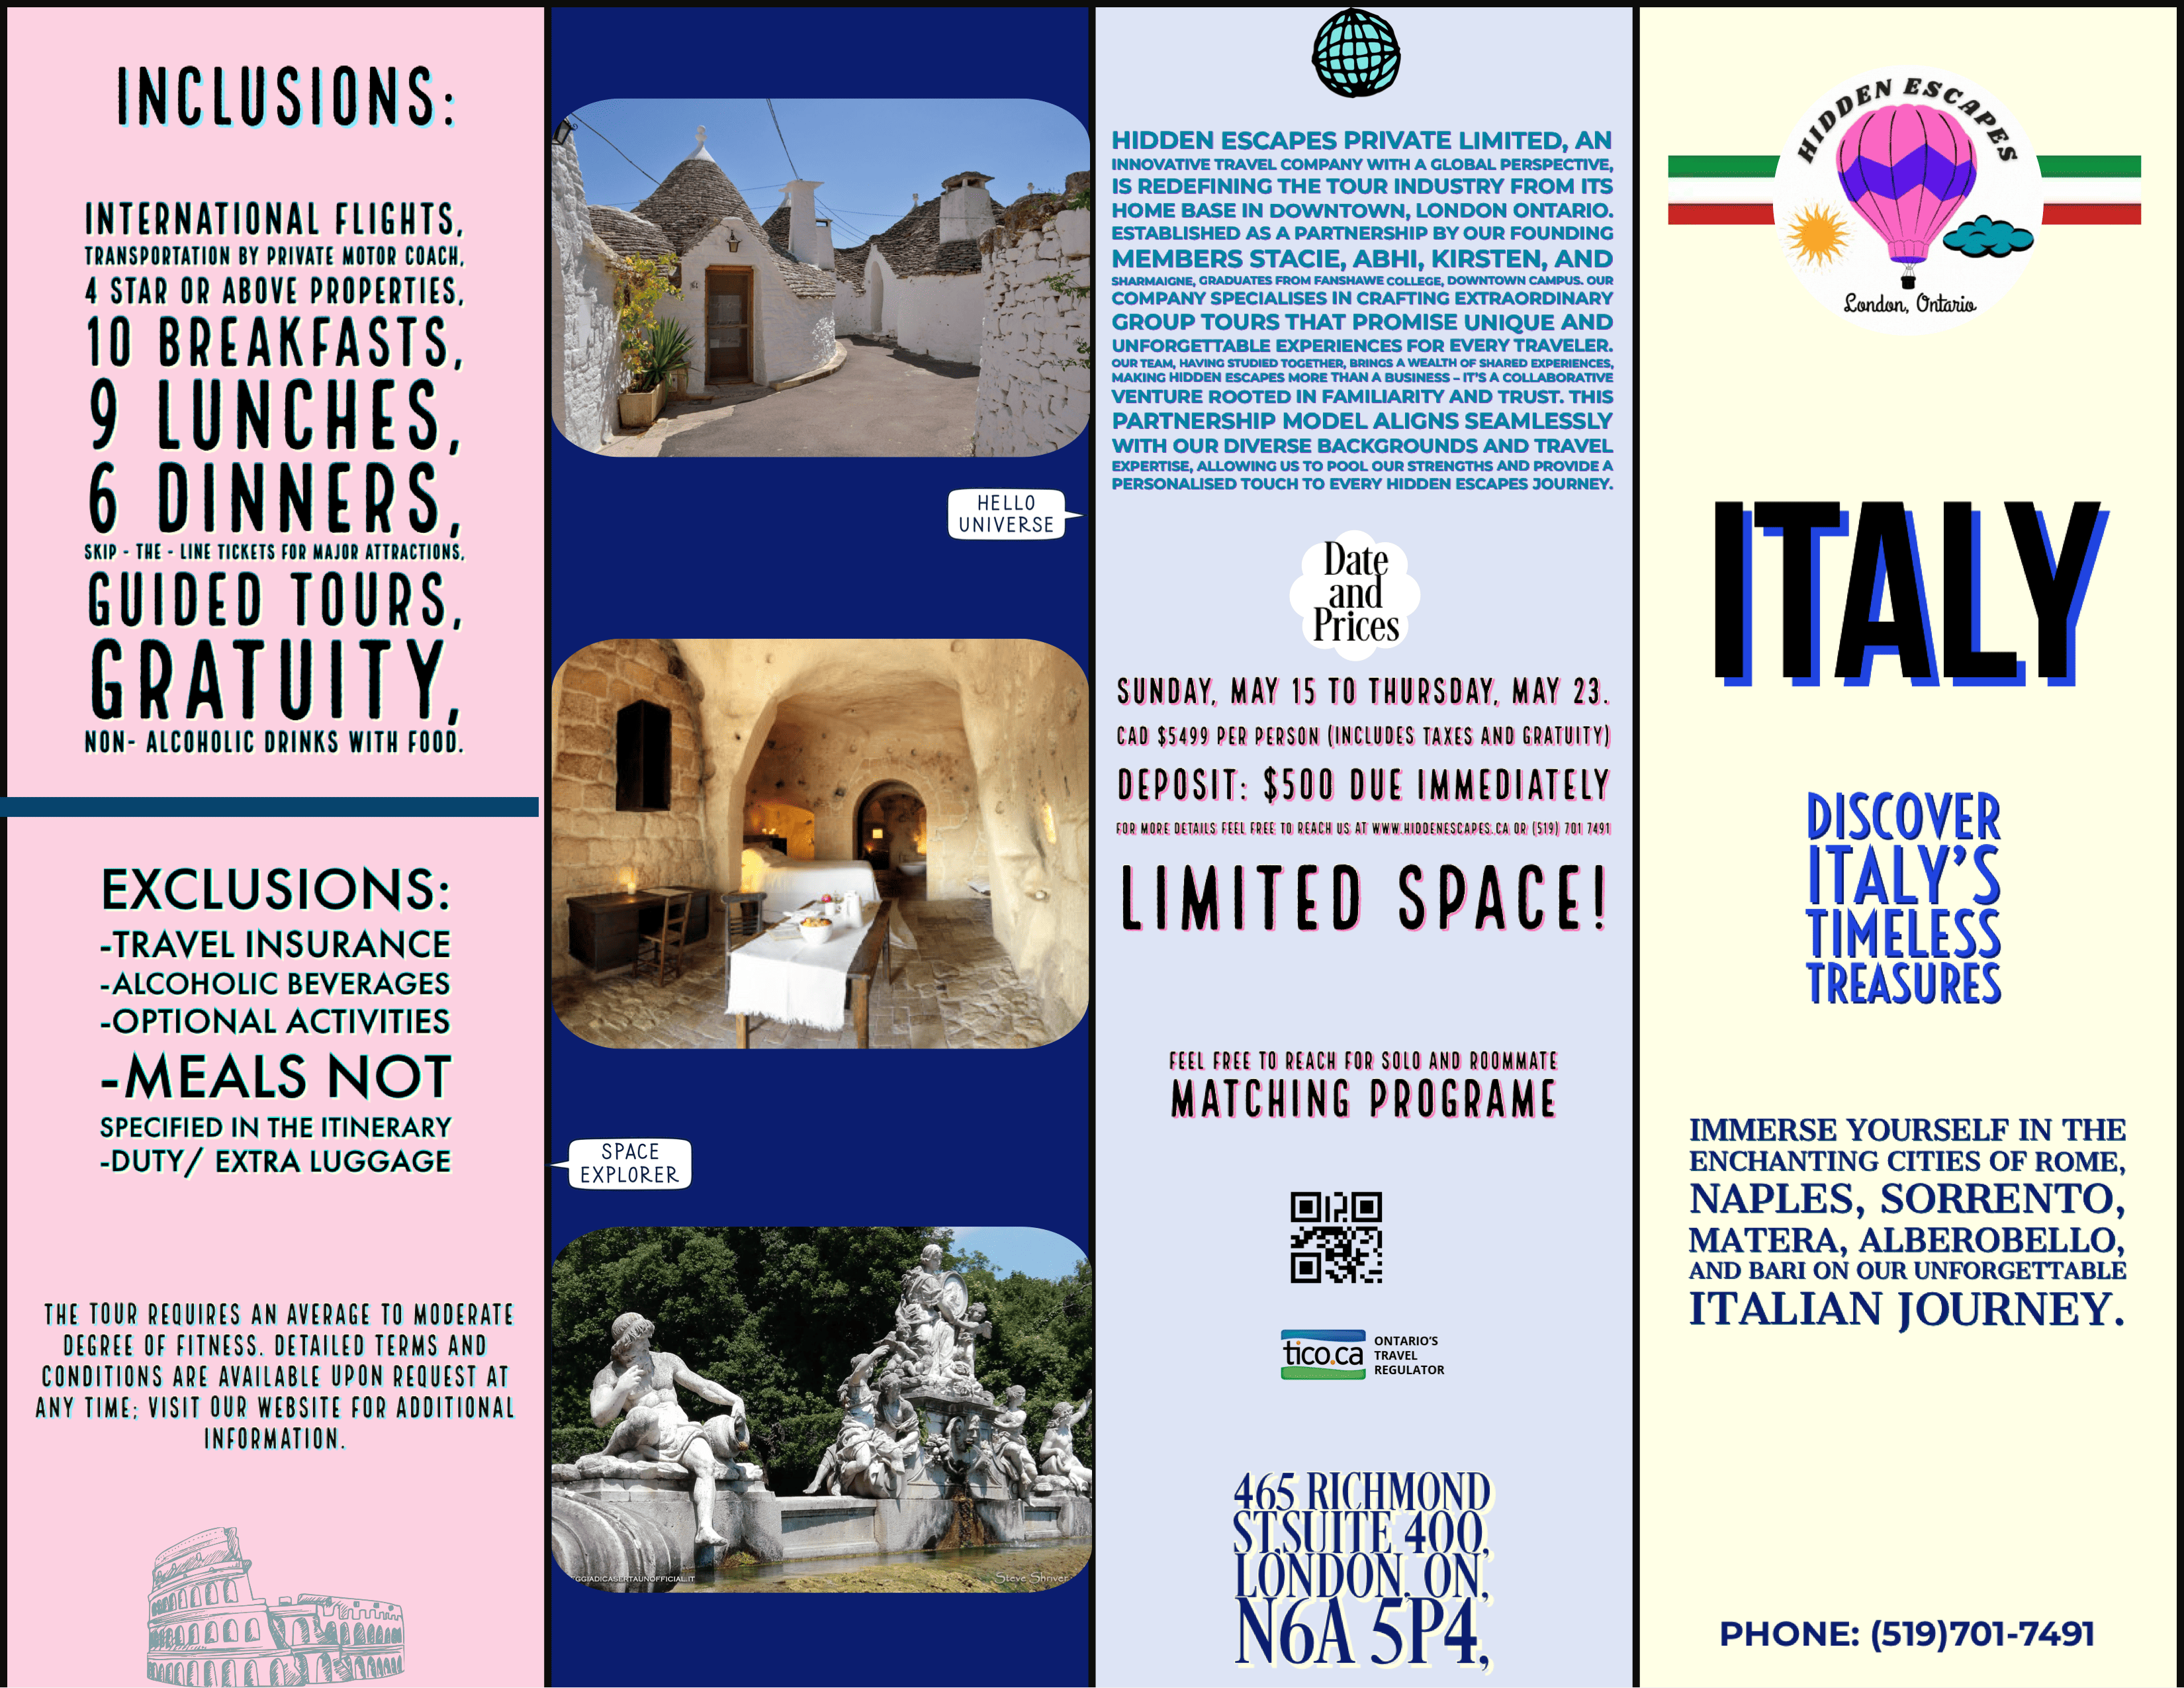 INCLUSIONS:
INTERNATIONAL FLIGHTS,
TRANSPORTATION BY PRIVATE MOTOR COACH,
4 STAR OR ABOVE PROPERTIES,
10 BREAKFASTS,
9 LUNCHES,
6 DINNERS,
SKIP - THE - LINE TICKETS FOR MAJOR ATTRACTIONS,
GUIDED TOURS,
GRATUITY,
NON- ALCOHOLIC DRINKS WITH FOOD.
EXCLUSIONS:
-TRAVEL INSURANCE
-ALCOHOLIC BEVERAGES
-OPTIONAL ACTIVITIES
-MEALS NOT
SPECIFIED IN THE ITINERARY
-DUTY/ EXTRA LUGGAGE
THE TOUR REQUIRES AN AVERAGE TO MODERATE
DEGREE OF FITNESS. DETAILED TERMS AND
CONDITIONS ARE AVAILABLE UPON REQUEST AT
ANY TIME; VISIT OUR WEBSITE FOR ADDITIONAL
INFORMATION.
HELLO
UNIVERSE
SPACE
EXPLORER
GGIADICASERTAUNOFFICIAL.IT
Steve Shriver
HIDDEN ESCAPES PRIVATE LIMITED, AN
INNOVATIVE TRAVEL COMPANY WITH A GLOBAL PERSPECTIVE,
IS REDEFINING THE TOUR INDUSTRY FROM ITS
HOME BASE IN DOWNTOWN, LONDON ONTARIO.
ESTABLISHED AS A PARTNERSHIP BY OUR FOUNDING
MEMBERS STACIE, ABHI, KIRSTEN, AND
SHARMAIGNE, GRADUATES FROM FANSHAWE COLLEGE, DOWNTOWN CAMPUS. OUR
COMPANY SPECIALISES IN CRAFTING EXTRAORDINARY
GROUP TOURS THAT PROMISE UNIQUE AND
UNFORGETTABLE EXPERIENCES FOR EVERY TRAVELER.
OUR TEAM, HAVING STUDIED TOGETHER, BRINGS A WEALTH OF SHARED EXPERIENCES,
MAKING HIDDEN ESCAPES MORE THAN A BUSINESS – IT'S A COLLABORATIVE
VENTURE ROOTED IN FAMILIARITY AND TRUST. THIS
PARTNERSHIP MODEL ALIGNS SEAMLESSLY
WITH OUR DIVERSE BACKGROUNDS AND TRAVEL
EXPERTISE, ALLOWING US TO POOL OUR STRENGTHS AND PROVIDE A
PERSONALISED TOUCH TO EVERY HIDDEN ESCAPES JOURNEY.
Date
and
Prices
SUNDAY, MAY 15 TO THURSDAY, MAY 23.
CAD $5499 PER PERSON (INCLUDES TAXES AND GRATUITY)
DEPOSIT: $500 DUE IMMEDIATELY
FOR MORE DETAILS FEEL FREE TO REACH US AT WWW.HIDDENESCAPES.CA OR (519) 701 7491
LIMITED SPACE!
FEEL FREE TO REACH FOR SOLO AND ROOMMATE
MATCHING PROGRAME
tico.ca
ONTARIO'S
TRAVEL
REGULATOR
465 RICHMOND
ST,SUITE 400,
LONDON, ON,
N6A 5P4,
HIDDEN ESCAPES
London, Ontario
ITALY
DISCOVER
ITALY'S
TIMELESS
TREASURES
IMMERSE YOURSELF IN THE
ENCHANTING CITIES OF ROME,
NAPLES, SORRENTO,
MATERA, ALBEROBELLO,
AND BARI ON OUR UNFORGETTABLE
ITALIAN JOURNEY.
PHONE: (519)701-7491